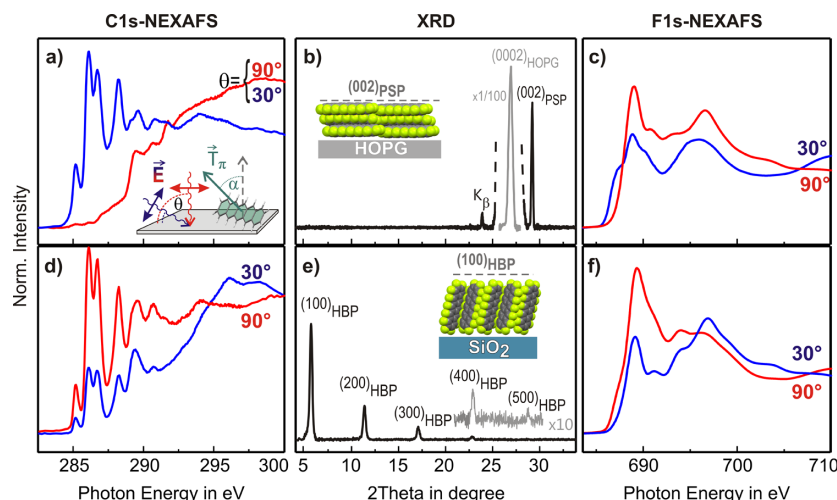 C1s-NEXAFS
XRD
F1s-NEXAFS
Norm. Intensity
a)
θ= { 90° 30°
E
T π
α
θ
b)
(002)PSP
HOPG
(0002)HOPG
x1/100
(002)PSP
Kβ
c)
30°
90°
d)
30°
90°
e)
(100)HBP
SiO2
(100)HBP
(200)HBP
(300)HBP
(400)HBP
(500)HBP
x10
f)
30°
90°
285 290 295 300
5 10 15 20 25 30
690 700 710
Photon Energy in eV
2Theta in degree
Photon Energy in eV